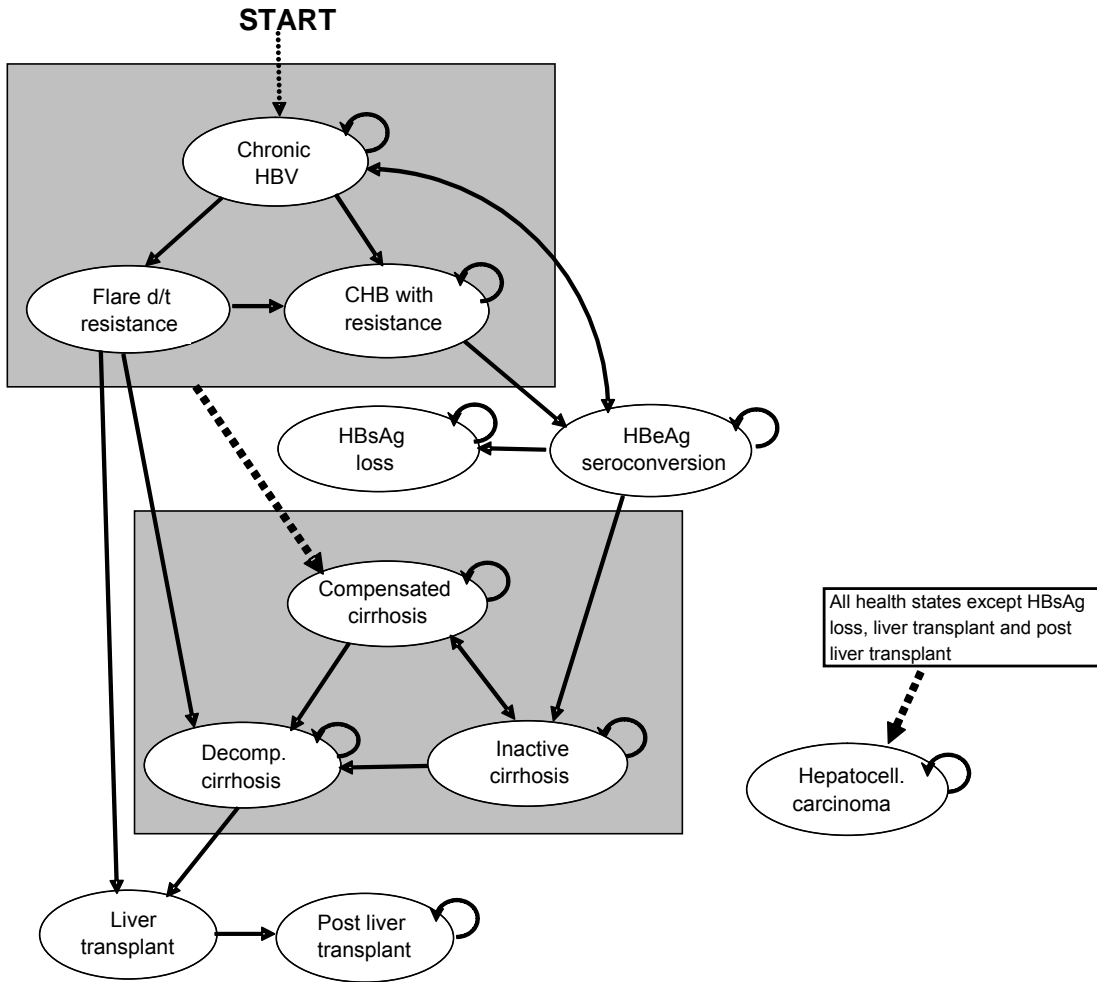 START
Chronic
HBV
Flare d/t
resistance
CHB with
resistance
HBsAg
loss
HBeAg
seroconversion
Compensated
cirrhosis
All health states except HBsAg
loss, liver transplant and post
liver transplant
Decomp.
cirrhosis
Inactive
cirrhosis
Hepatocell.
carcinoma
Liver
transplant
Post liver
transplant